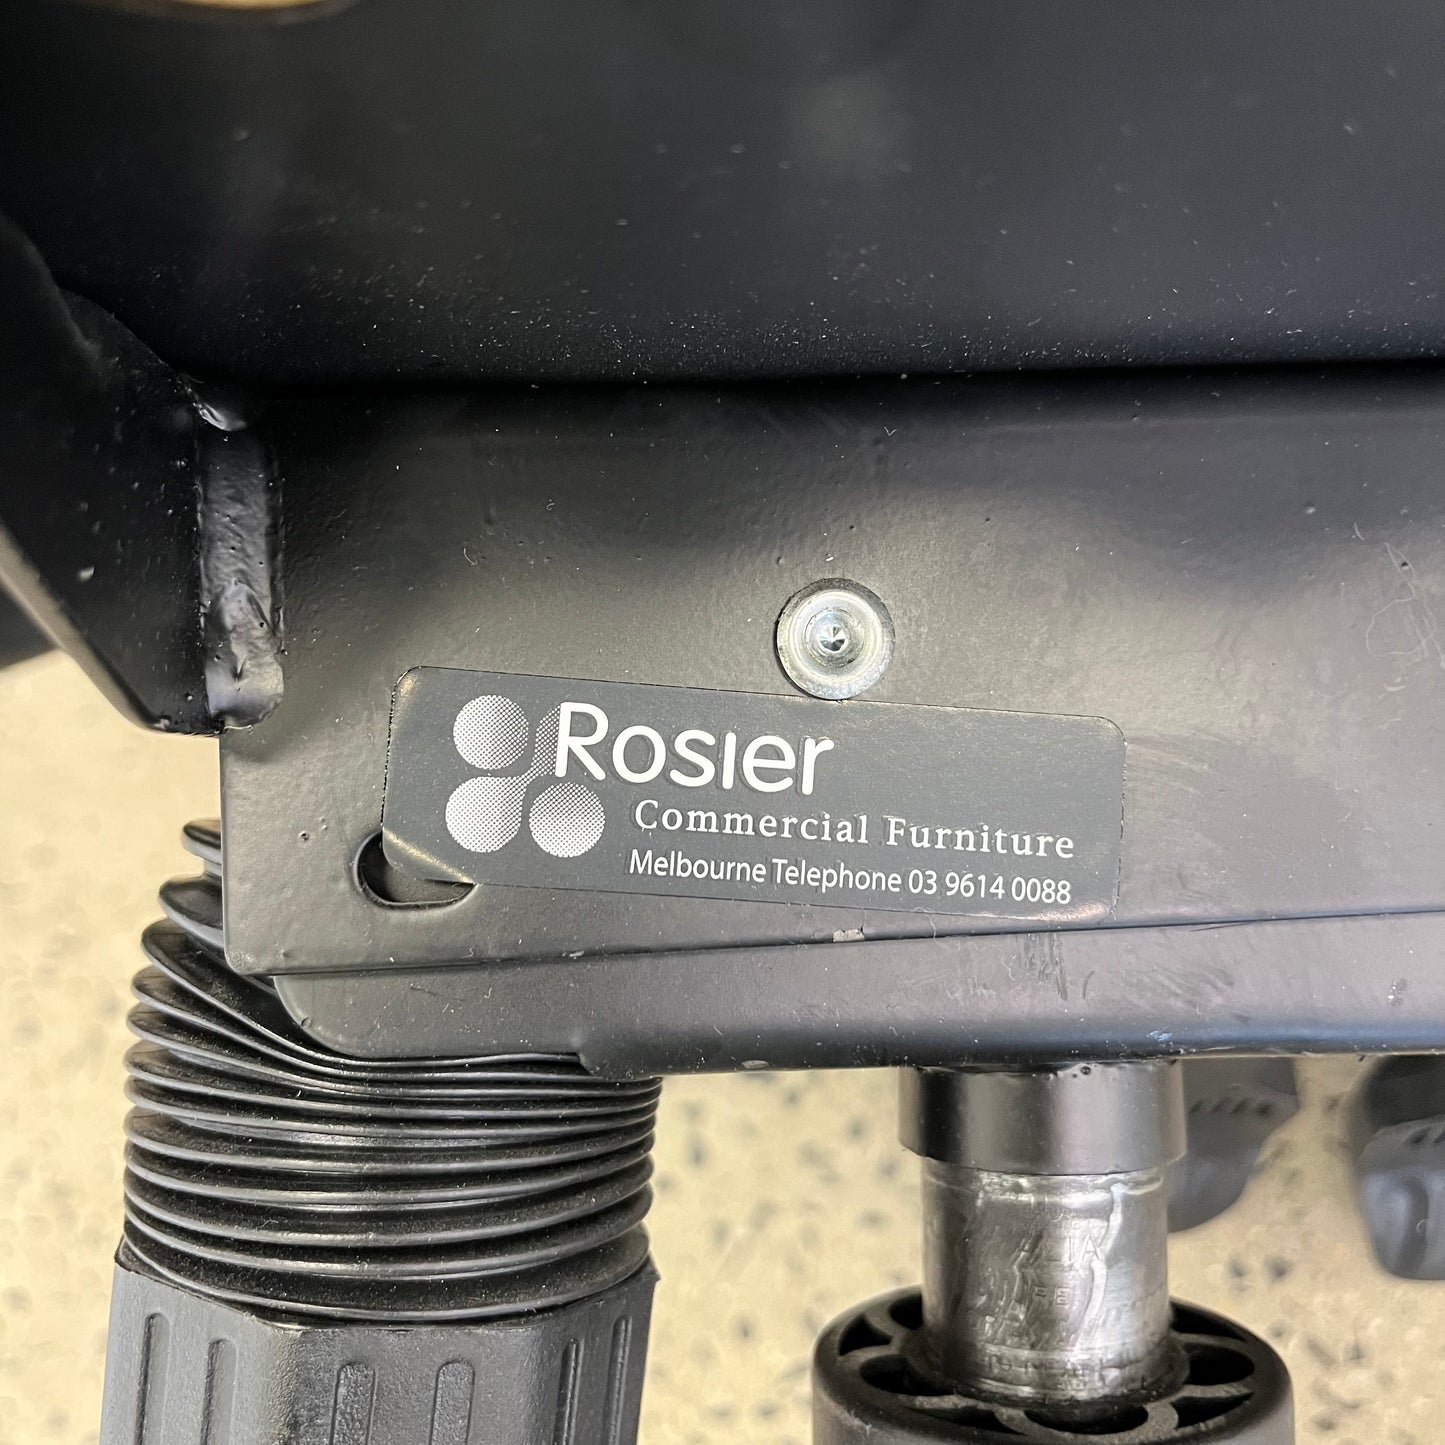 Rosier
Commercial Furniture
Melbourne Telephone 03 9614 0088